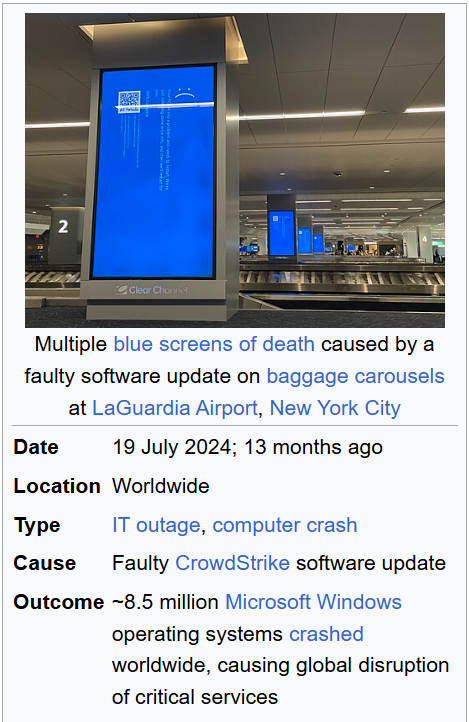 2
Clear Channel
4
Multiple blue screens of death caused by a
faulty software update on baggage carousels
at LaGuardia Airport, New York City
Date 19 July 2024; 13 months ago
Location Worldwide
Type IT outage, computer crash
Cause Faulty CrowdStrike software update
Outcome ~8.5 million Microsoft Windows
operating systems crashed
worldwide, causing global disruption
of critical services